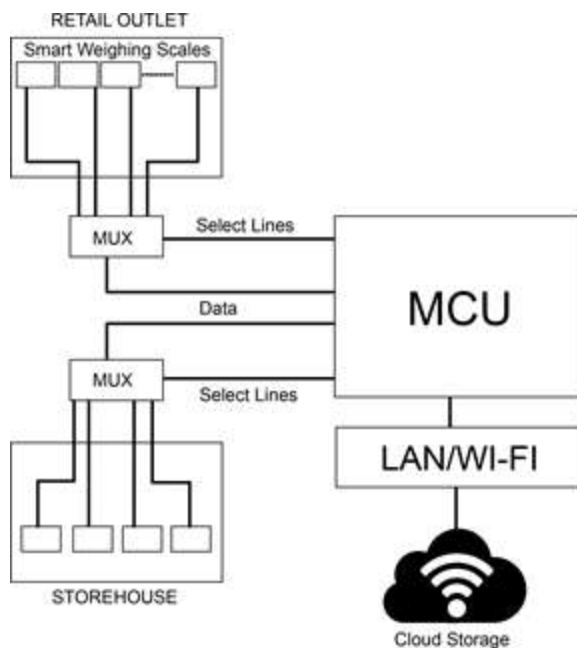 RETAIL OUTLET
Smart Weighing Scales
MUX
Select Lines
MCU
Data
MUX
Select Lines
LAN/WI-FI
STOREHOUSE
Cloud Storage